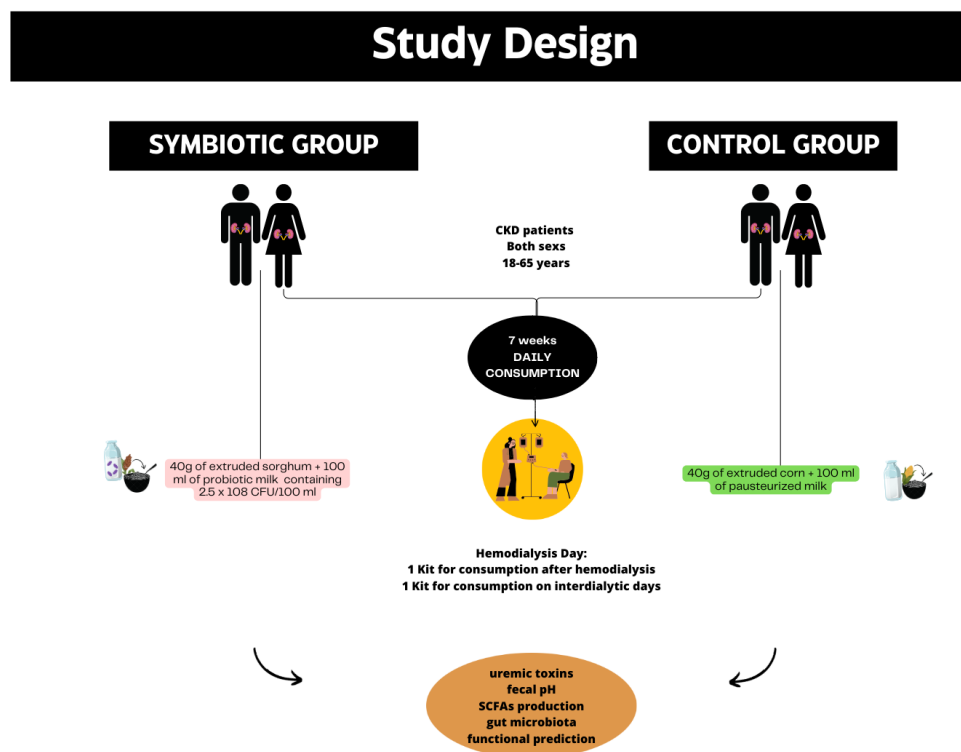 Study Design
SYMBIOTIC GROUP
CONTROL GROUP
CKD patients
Both sexs
18-65 years
7 weeks
DAILY
CONSUMPTION
40g of extruded sorghum + 100
ml of probiotic milk containing
2.5 x 108 CFU/100 ml
40g of extruded corn + 100 ml
of pausteurized milk
Hemodialysis Day:
1 Kit for consumption after hemodialysis
1 Kit for consumption on interdialytic days
uremic toxins
fecal pH
SCFAs production
gut microbiota
functional prediction